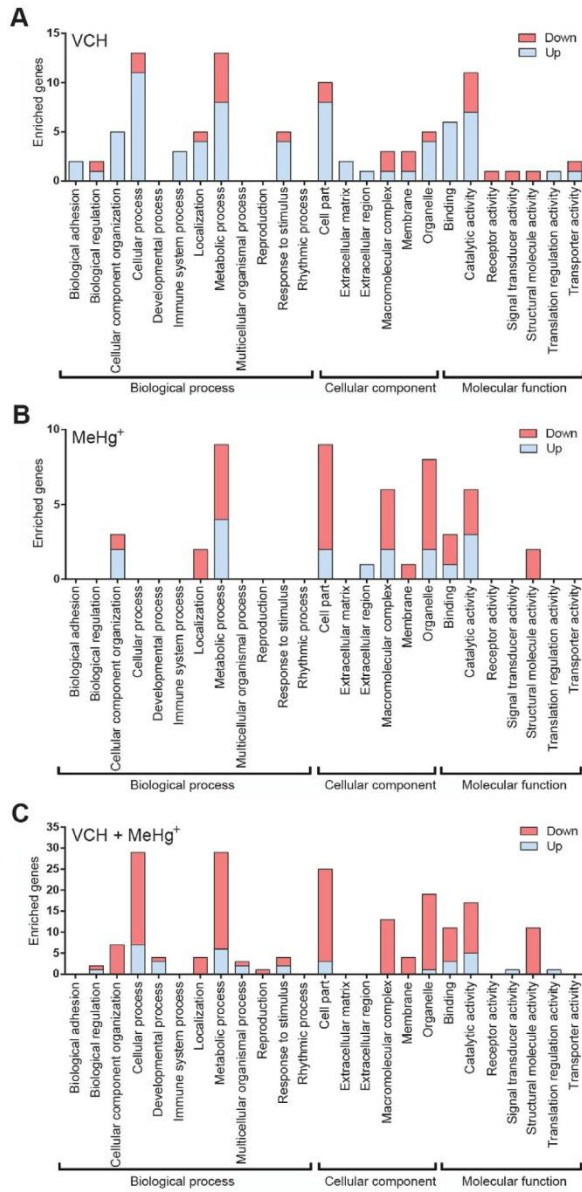 A
VCH
Down
Up
Enriched genes
15
10
5
0
Biological adhesion
Biological regulation
Cellular component organization
Cellular process
Developmental process
Immune system process
Localization
Metabolic process
Multicellular organismal process
Reproduction
Response to stimulus
Rhythmic process
Cell part
Extracellular matrix
Extracellular region
Macromolecular complex
Membrane
Organelle
Binding
Catalytic activity
Receptor activity
Signal transducer activity
Structural molecule activity
Translation regulation activity
Transporter activity
Biological process
Cellular component
Molecular function
B
MeHg⁺
Down
Up
Enriched genes
10
5
0
Biological adhesion
Biological regulation
Cellular component organization
Cellular process
Developmental process
Immune system process
Localization
Metabolic process
Multicellular organismal process
Reproduction
Response to stimulus
Rhythmic process
Cell part
Extracellular matrix
Extracellular region
Macromolecular complex
Membrane
Organelle
Binding
Catalytic activity
Receptor activity
Signal transducer activity
Structural molecule activity
Translation regulation activity
Transporter activity
Biological process
Cellular component
Molecular function
C
VCH + MeHg⁺
Down
Up
Enriched genes
35
30
25
20
15
10
5
0
Biological adhesion
Biological regulation
Cellular component organization
Cellular process
Developmental process
Immune system process
Localization
Metabolic process
Multicellular organismal process
Reproduction
Response to stimulus
Rhythmic process
Cell part
Extracellular matrix
Extracellular region
Macromolecular complex
Membrane
Organelle
Binding
Catalytic activity
Receptor activity
Signal transducer activity
Structural molecule activity
Translation regulation activity
Transporter activity
Biological process
Cellular component
Molecular function